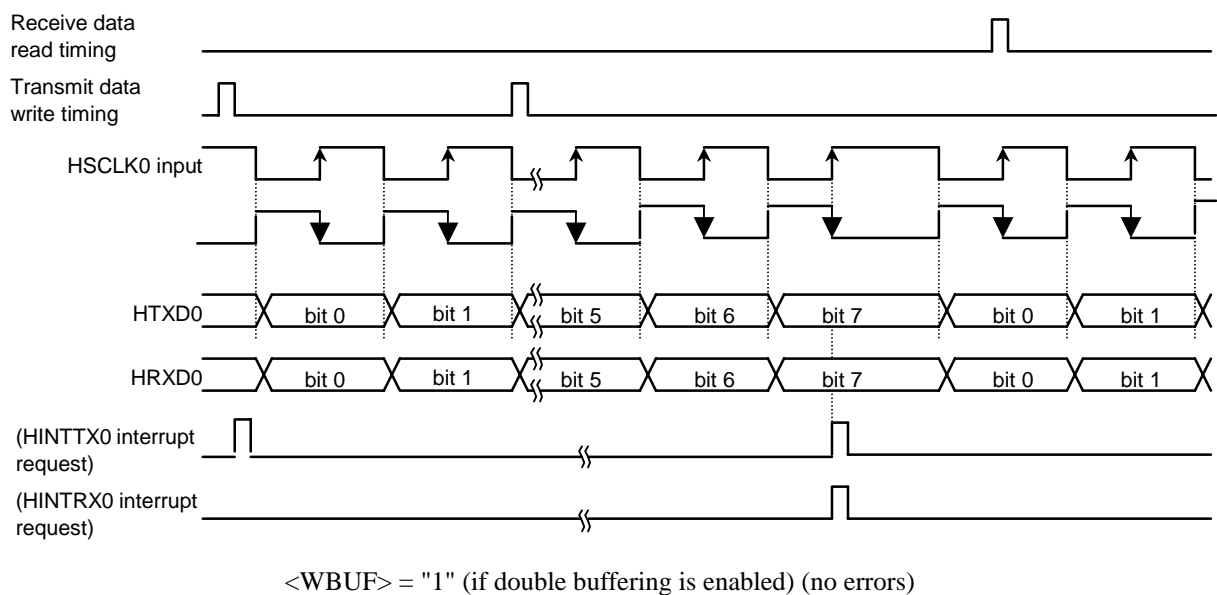 Receive data
read timing
Transmit data
write timing
HSCLK0 input
HTXD0
bit 0
bit 1
bit 5
bit 6
bit 7
bit 0
bit 1
HRXD0
bit 0
bit 1
bit 5
bit 6
bit 7
bit 0
bit 1
(HINTTX0 interrupt
request)
(HINTRX0 interrupt
request)
<WBUF> = "1" (if double buffering is enabled) (no errors)